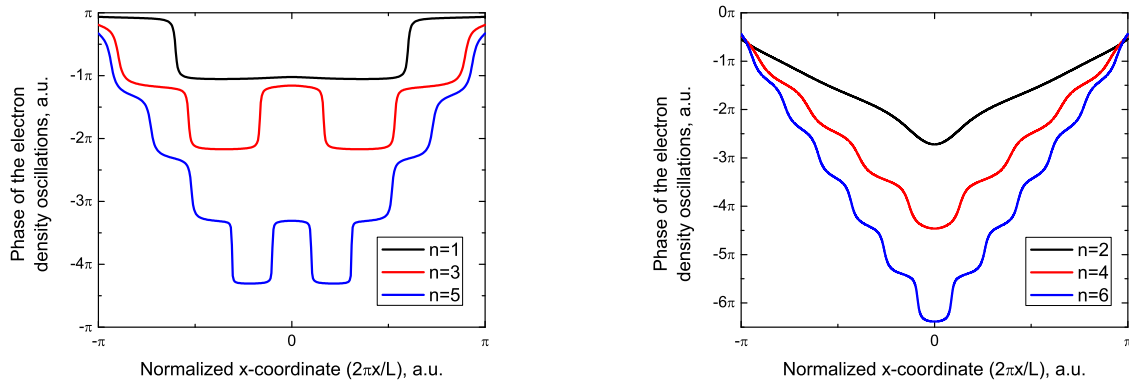 Phase of the electron
density oscillations, a.u.
π
-1π
-2π
-3π
-4π
-π
n=1
n=3
n=5
-π
0
π
Normalized x-coordinate (2πx/L), a.u.
Phase of the electron
density oscillations, a.u.
0π
-1π
-2π
-3π
-4π
-5π
-6π
n=2
n=4
n=6
-π
0
π
Normalized x-coordinate (2πx/L), a.u.